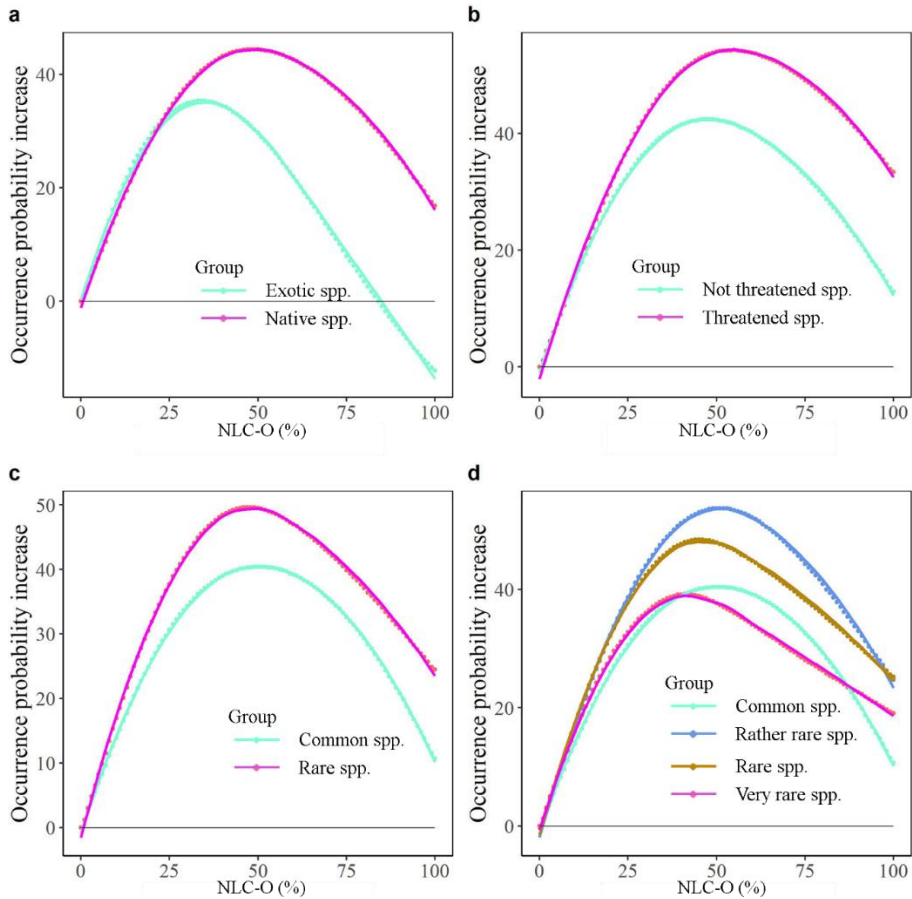 a
Occurrence probability increase
40
20
0
Group
Exotic spp.
Native spp.
0 25 50 75 100
NLC-O (%)
b
Occurrence probability increase
40
20
0
Group
Not threatened spp.
Threatened spp.
0 25 50 75 100
NLC-O (%)
c
Occurrence probability increase
50
40
30
20
10
0
Group
Common spp.
Rare spp.
0 25 50 75 100
NLC-O (%)
d
Occurrence probability increase
40
20
0
Group
Common spp.
Rather rare spp.
Rare spp.
Very rare spp.
0 25 50 75 100
NLC-O (%)